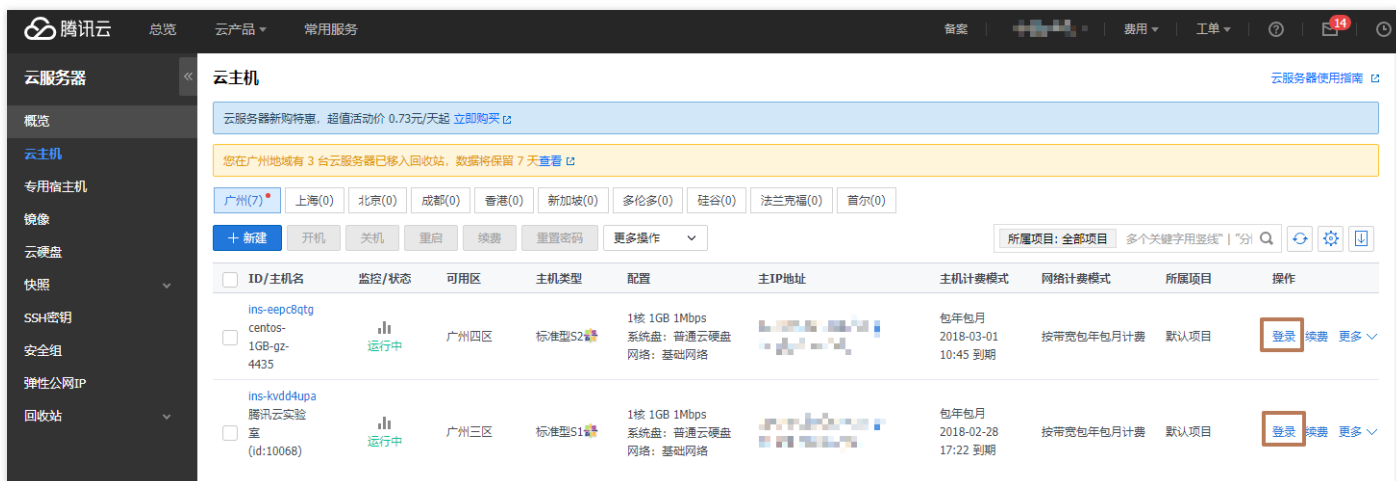 腾讯云 总览 云产品 常用服务 备案 费用 工单 14
云服务器 云主机 云服务器使用指南
云服务器新购特惠，超值活动价 0.73元/天起 立即购买
概览
您在广州地域有 3 台云服务器已移入回收站，数据将保留 7 天查看
云主机
专用宿主机
广州(7) 上海(0) 北京(0) 成都(0) 香港(0) 新加坡(0) 多伦多(0) 硅谷(0) 法兰克福(0) 首尔(0)
镜像
+ 新建 开机 关机 重启 续费 重置密码 更多操作 所属项目: 全部项目 多个关键字用竖线" | "分
云硬盘
快照
ID/主机名 监控/状态 可用区 主机类型 配置 主IP地址 主机计费模式 网络计费模式 所属项目 操作
SSH密钥
安全组
弹性公网IP
回收站
ins-eepc8qtg
centos-
1GB-gz-
4435
运行中
广州四区
标准型S2
1核 1GB 1Mbps
系统盘：普通云硬盘
网络：基础网络
包年包月
2018-03-01
10:45 到期
按带宽包年包月计费
默认项目
登录 续费 更多
ins-kvdd4upa
腾讯云实验
室
(id:10068)
运行中
广州三区
标准型S1
1核 1GB 1Mbps
系统盘：普通云硬盘
网络：基础网络
包年包月
2018-02-28
17:22 到期
按带宽包年包月计费
默认项目
登录 续费 更多